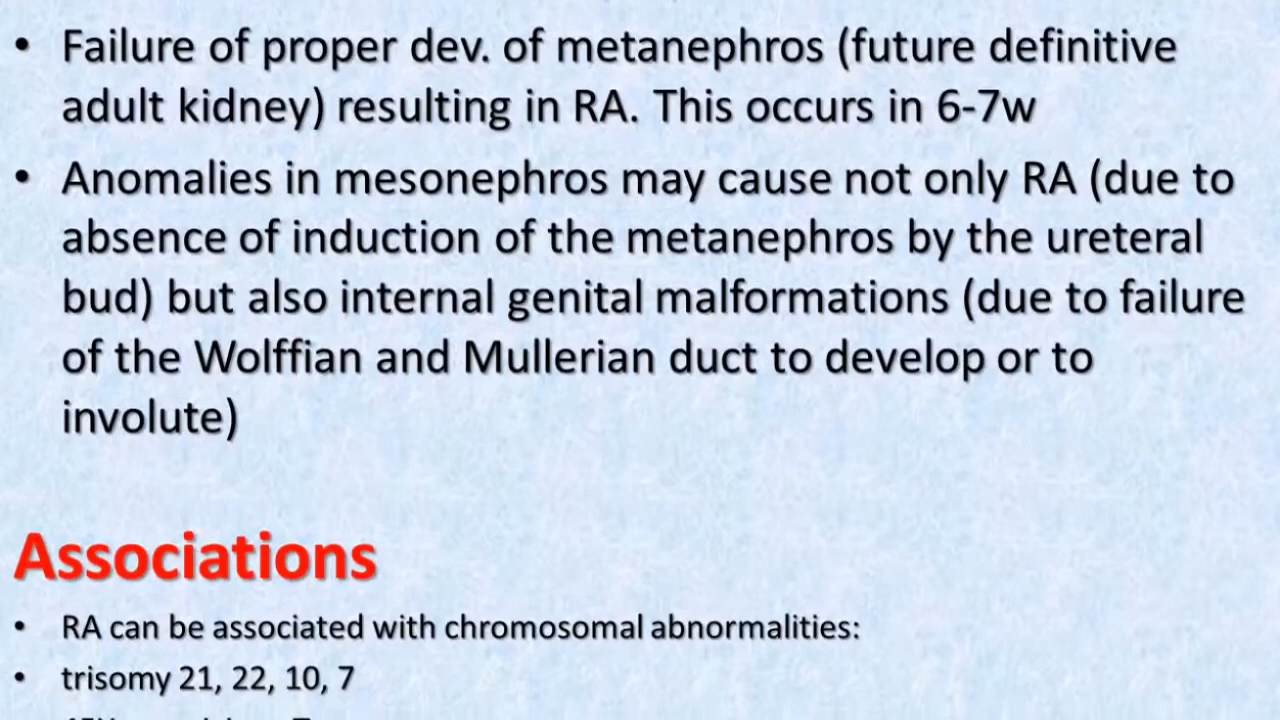 • Failure of proper dev. of metanephros (future definitive
adult kidney) resulting in RA. This occurs in 6-7w
• Anomalies in mesonephros may cause not only RA (due to
absence of induction of the metanephros by the ureteral
bud) but also internal genital malformations (due to failure
of the Wolffian and Mullerian duct to develop or to
involute)
Associations
• RA can be associated with chromosomal abnormalities:
• trisomy 21, 22, 10, 7